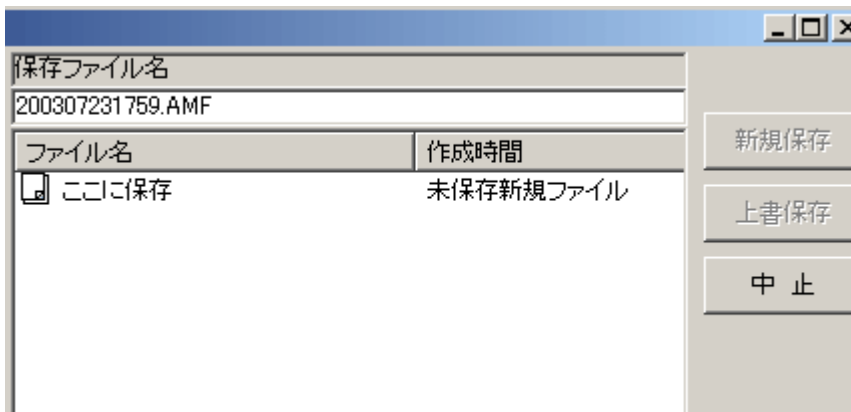 保存ファイル名
200307231759.AMF
ファイル名 作成時間
ここに保存 未保存新規ファイル
新規保存
上書保存
中 止